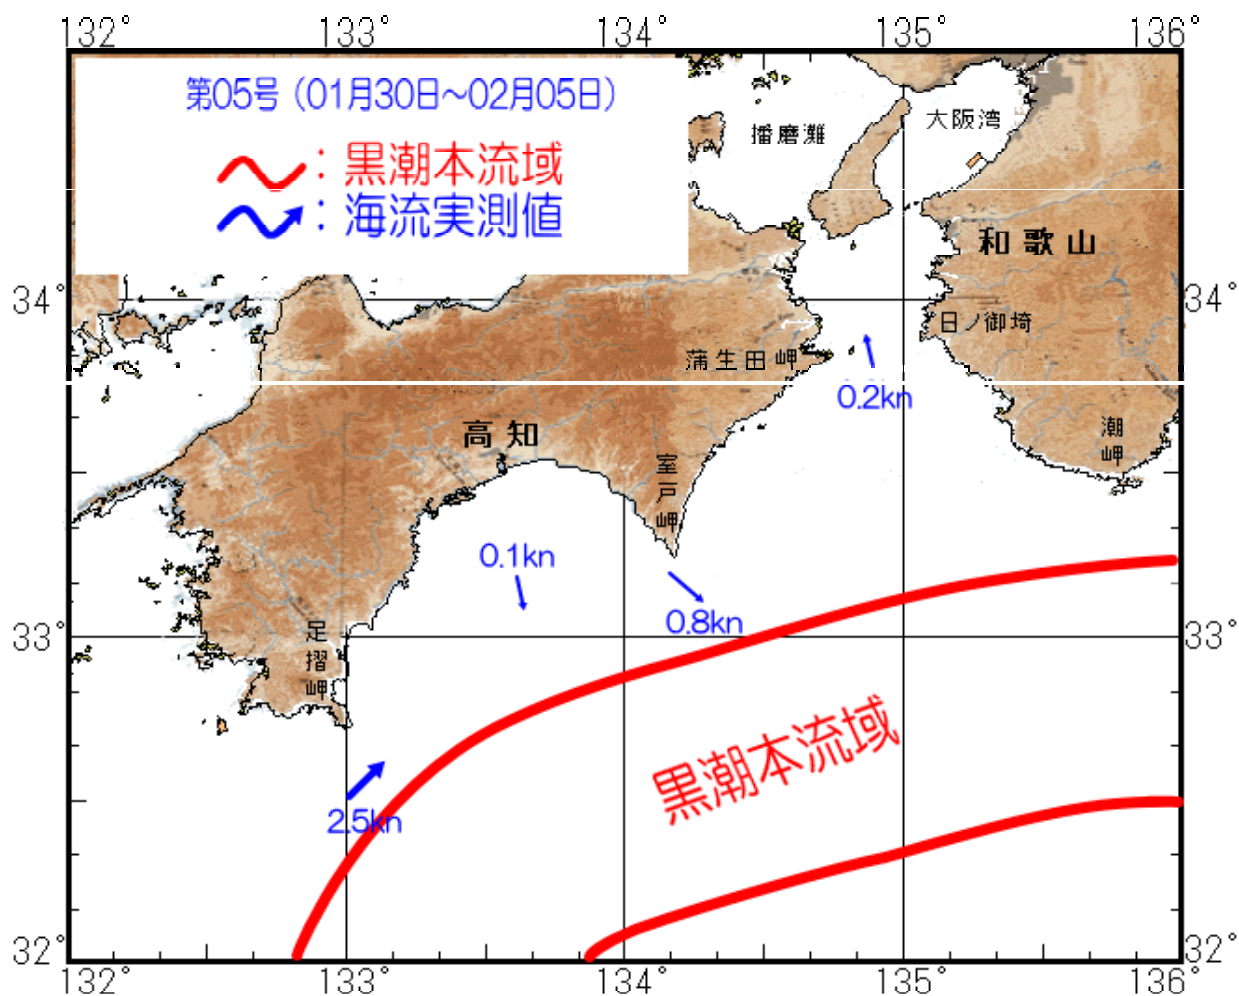 132° 133° 134° 135° 136°
第05号（01月30日～02月05日）
：黒潮本流域
：海流実測値
播磨灘
大阪湾
和歌山
34° 34°
日ノ御埼
蒲生田岬
0.2kn
高知
潮岬
室戸岬
0.1kn
0.8kn
33° 33°
足摺岬
黒潮本流域
2.5kn
32° 32°
132° 133° 134° 135° 136°